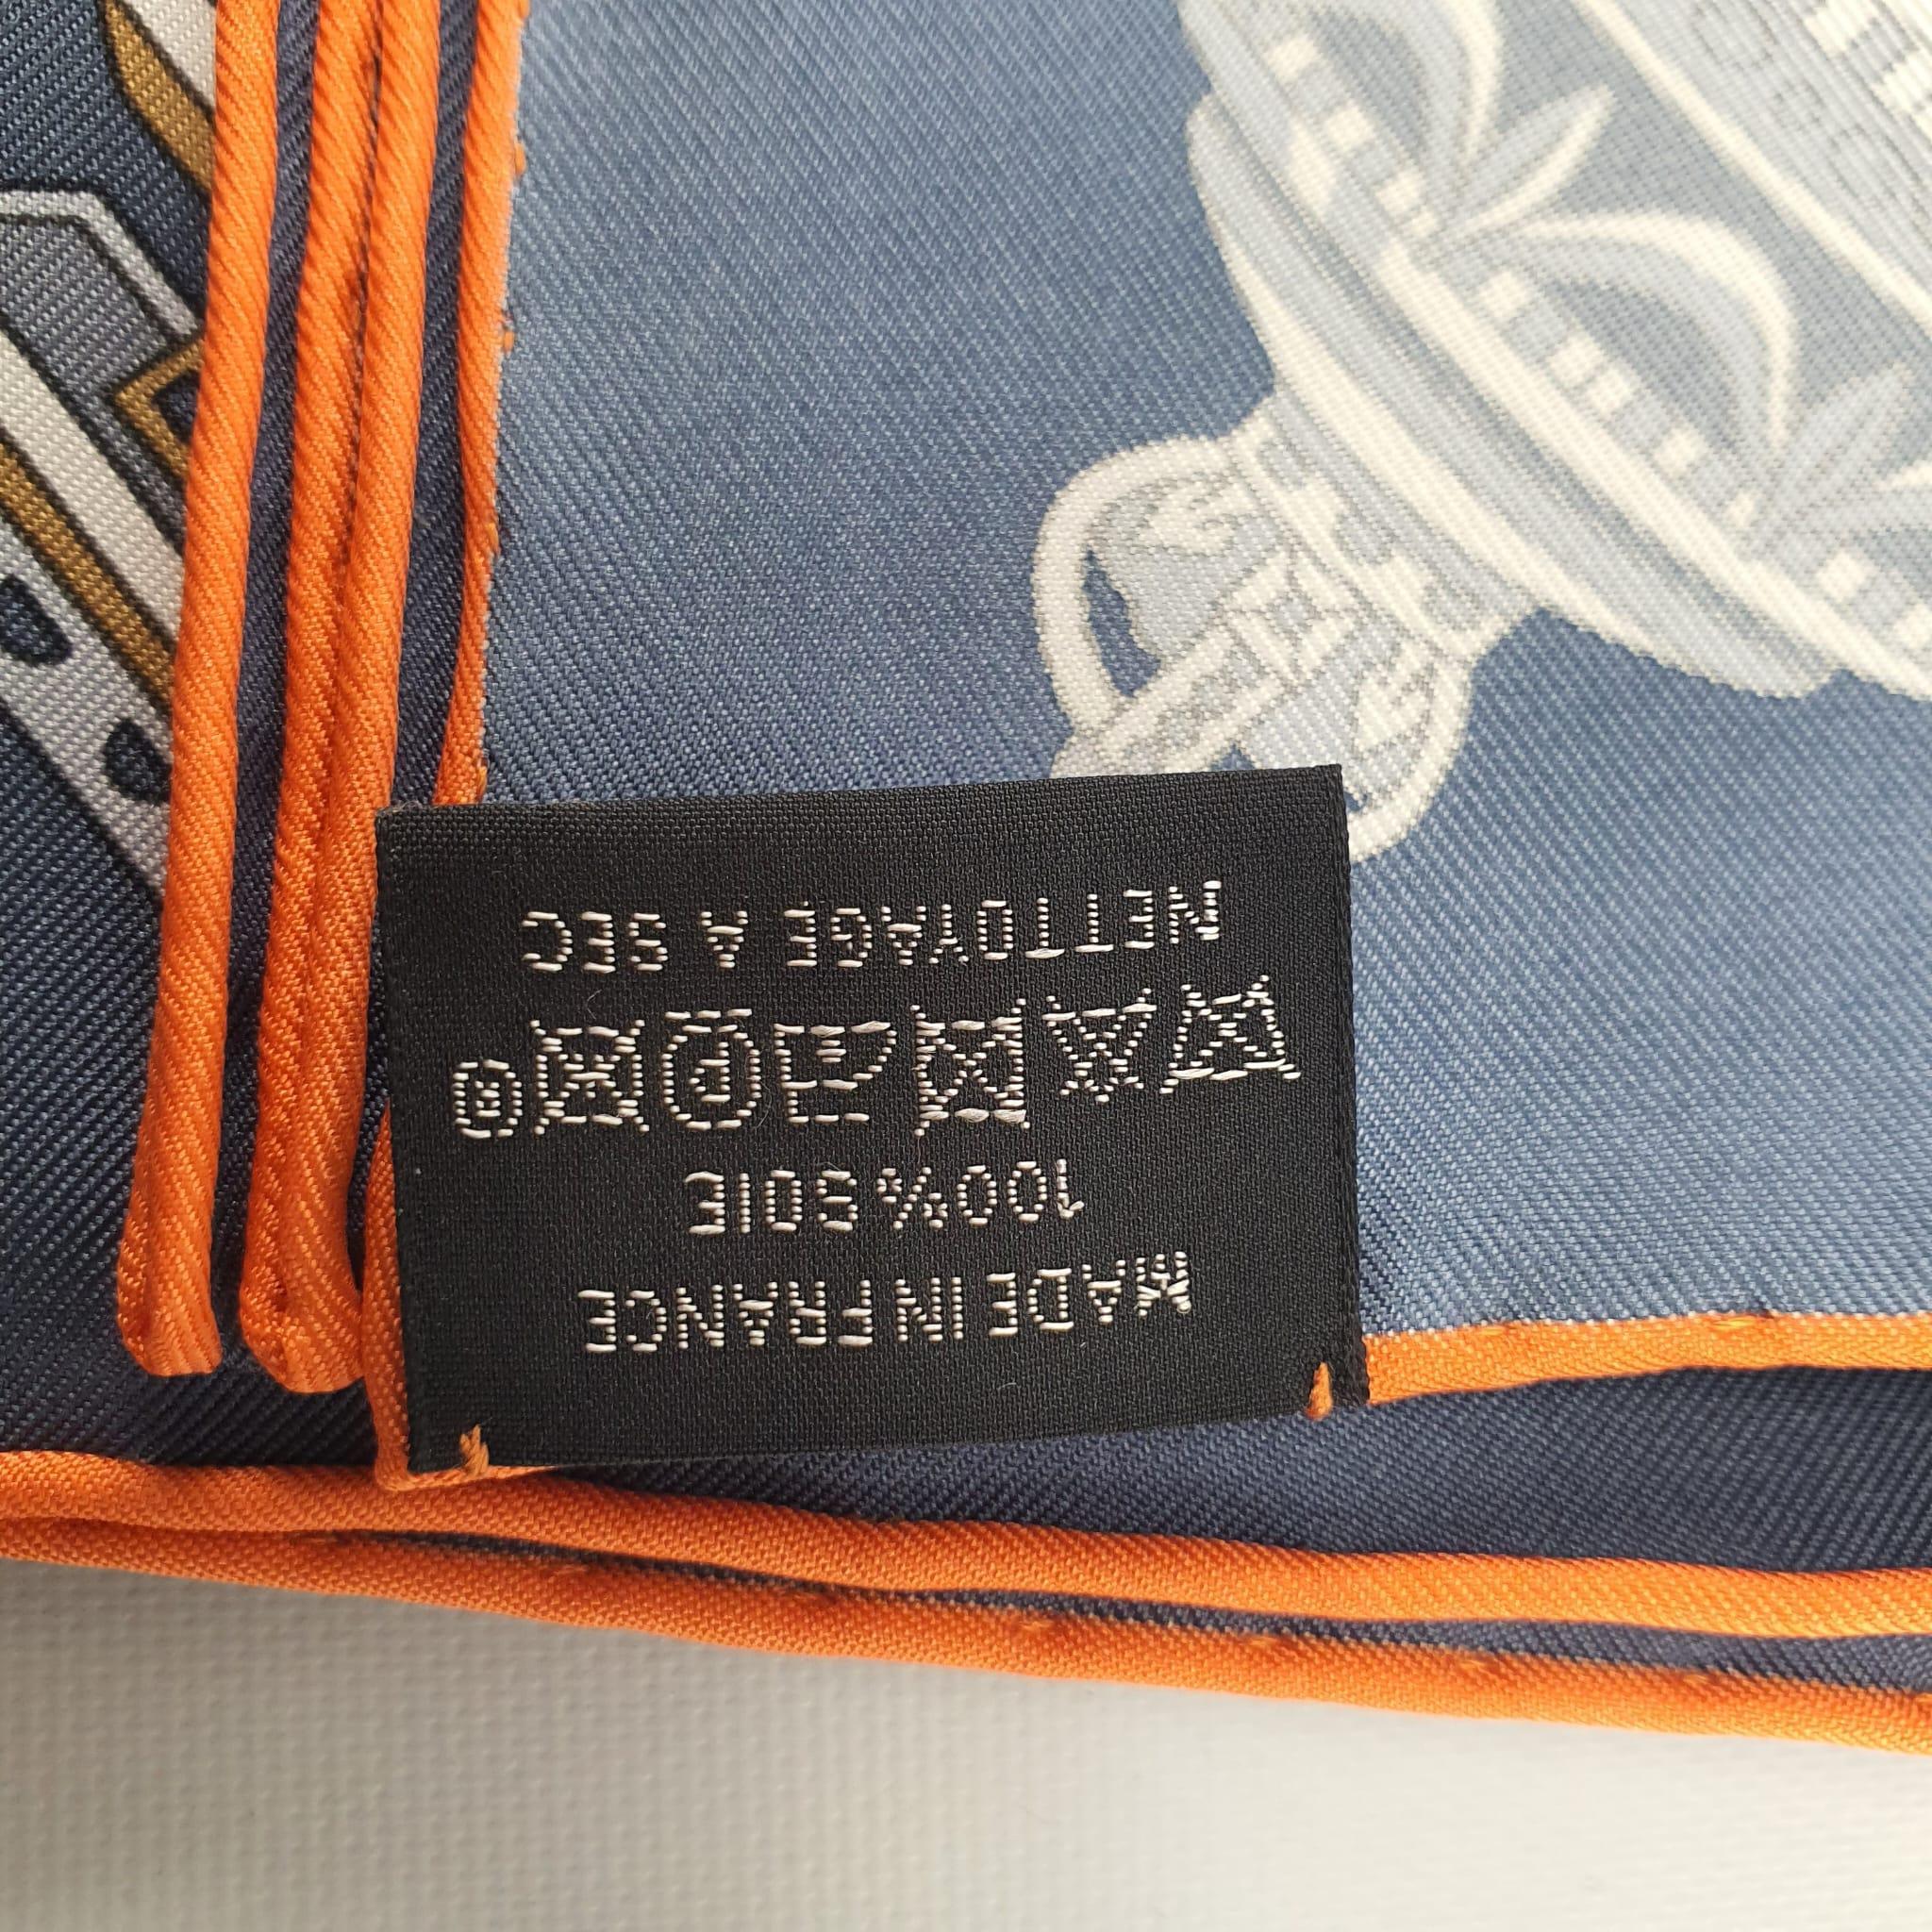 MADE IN FRANCE
100% SOIE
NETTOYAGE A SEC